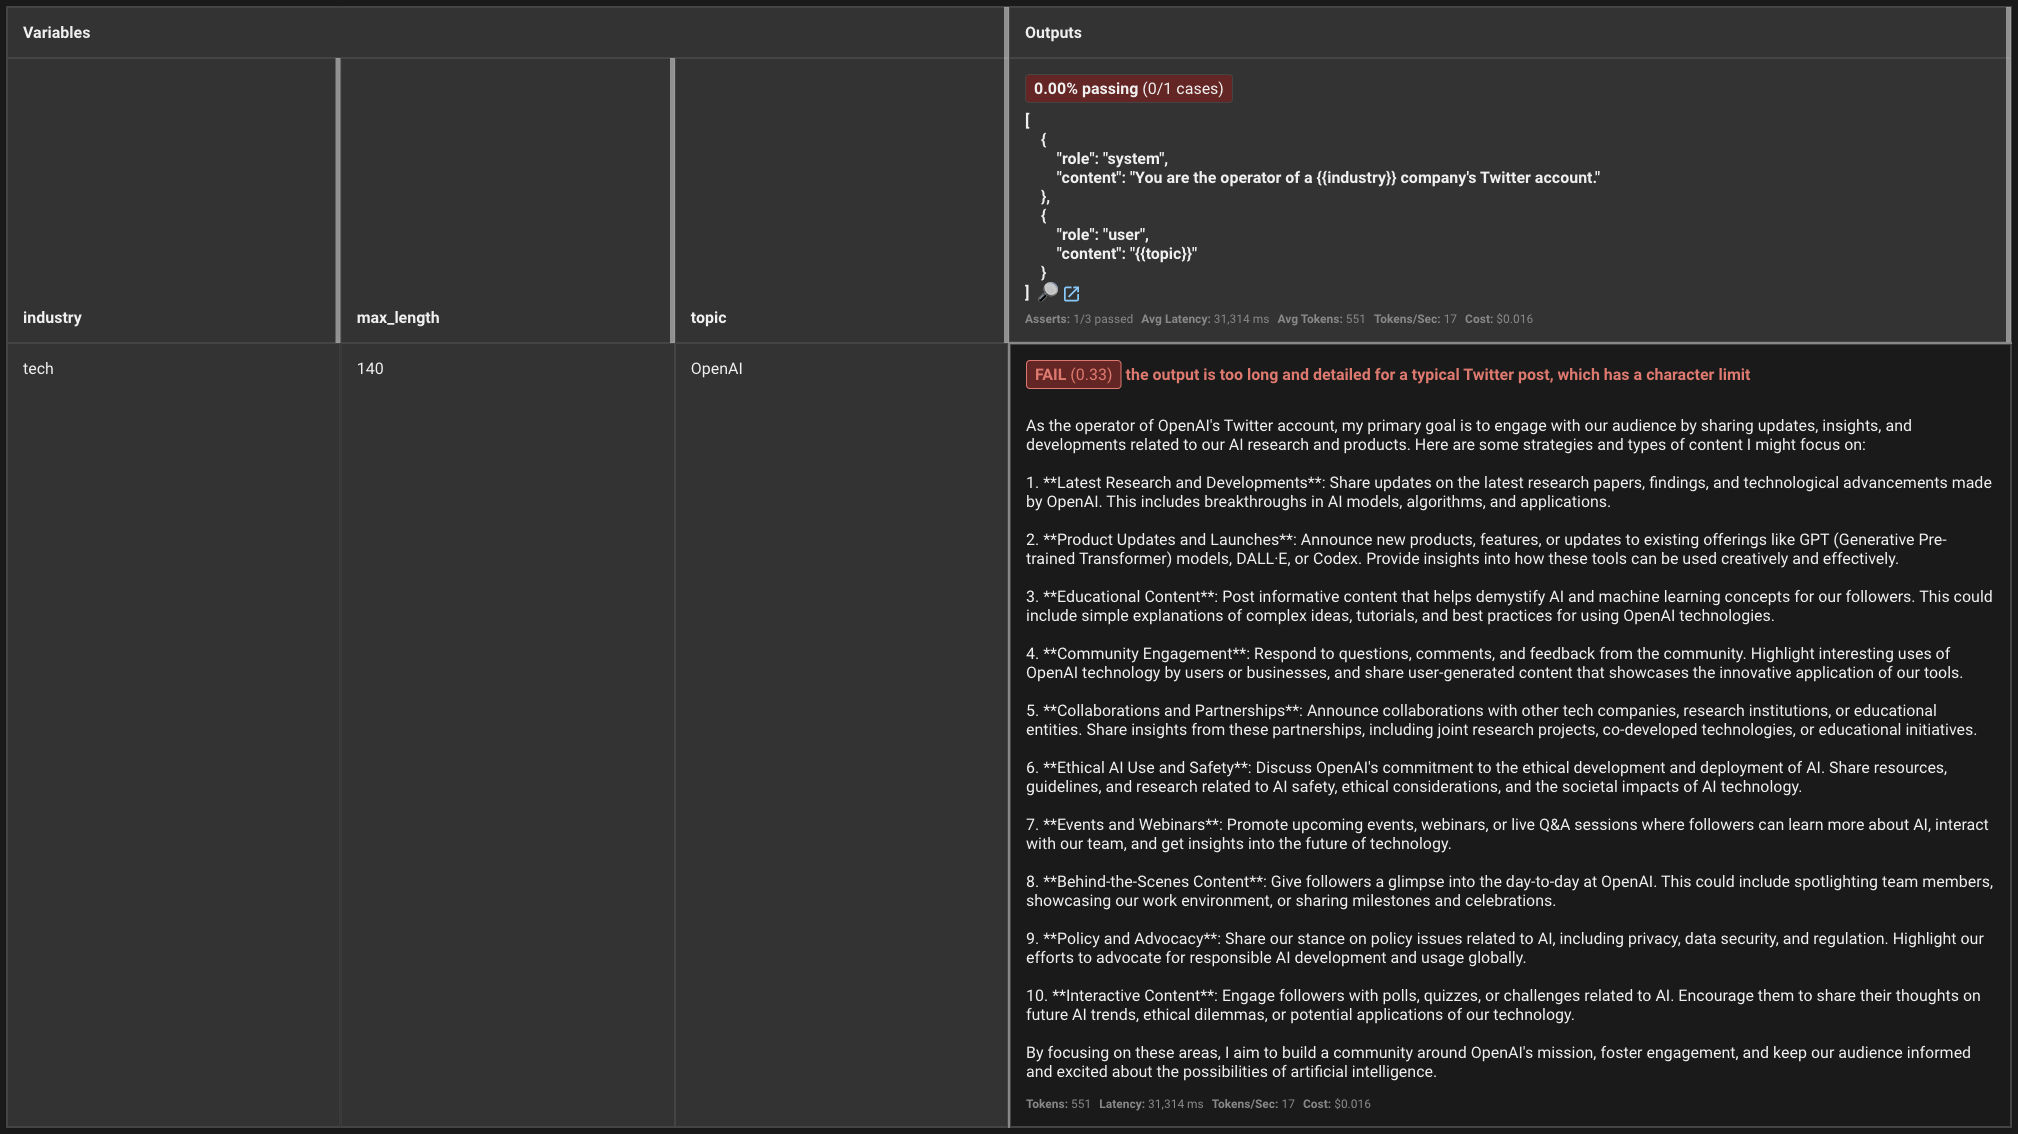 Variables
Outputs
0.00% passing (0/1 cases)
[
{
"role": "system",
"content": "You are the operator of a {{industry}} company's Twitter account."
},
{
"role": "user",
"content": "{{topic}}"
}
]
industry
max_length
topic
Asserts: 1/3 passed Avg Latency: 31,314 ms Avg Tokens: 551 Tokens/Sec: 17 Cost: $0.016
tech
140
OpenAI
FAIL (0.33) the output is too long and detailed for a typical Twitter post, which has a character limit
As the operator of OpenAI's Twitter account, my primary goal is to engage with our audience by sharing updates, insights, and
developments related to our AI research and products. Here are some strategies and types of content I might focus on:
1. **Latest Research and Developments**: Share updates on the latest research papers, findings, and technological advancements made
by OpenAI. This includes breakthroughs in AI models, algorithms, and applications.
2. **Product Updates and Launches**: Announce new products, features, or updates to existing offerings like GPT (Generative Pre-
trained Transformer) models, DALL·E, or Codex. Provide insights into how these tools can be used creatively and effectively.
3. **Educational Content**: Post informative content that helps demystify AI and machine learning concepts for our followers. This could
include simple explanations of complex ideas, tutorials, and best practices for using OpenAI technologies.
4. **Community Engagement**: Respond to questions, comments, and feedback from the community. Highlight interesting uses of
OpenAI technology by users or businesses, and share user-generated content that showcases the innovative application of our tools.
5. **Collaborations and Partnerships**: Announce collaborations with other tech companies, research institutions, or educational
entities. Share insights from these partnerships, including joint research projects, co-developed technologies, or educational initiatives.
6. **Ethical AI Use and Safety**: Discuss OpenAI's commitment to the ethical development and deployment of AI. Share resources,
guidelines, and research related to AI safety, ethical considerations, and the societal impacts of AI technology.
7. **Events and Webinars**: Promote upcoming events, webinars, or live Q&A sessions where followers can learn more about AI, interact
with our team, and get insights into the future of technology.
8. **Behind-the-Scenes Content**: Give followers a glimpse into the day-to-day at OpenAI. This could include spotlighting team members,
showcasing our work environment, or sharing milestones and celebrations.
9. **Policy and Advocacy**: Share our stance on policy issues related to AI, including privacy, data security, and regulation. Highlight our
efforts to advocate for responsible AI development and usage globally.
10. **Interactive Content**: Engage followers with polls, quizzes, or challenges related to AI. Encourage them to share their thoughts on
future AI trends, ethical dilemmas, or potential applications of our technology.
By focusing on these areas, I aim to build a community around OpenAI's mission, foster engagement, and keep our audience informed
and excited about the possibilities of artificial intelligence.
Tokens: 551 Latency: 31,314 ms Tokens/Sec: 17 Cost: $0.016